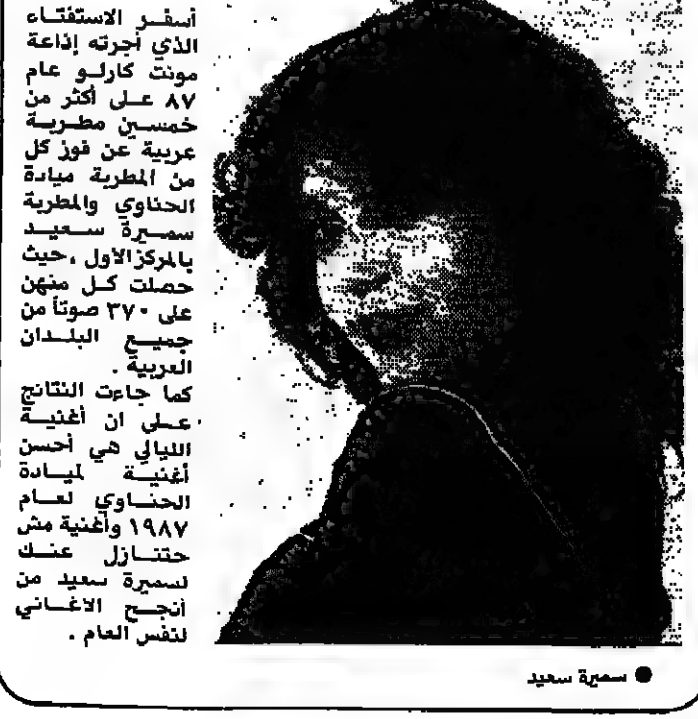 أسفر الاستفتاء
الذي أجرته إذاعة
مونت كارلو عام
٨٧ على أكثر من
خمسين مطربة
عربية عن فوز كل
من المطربة ميادة
الحناوي والمطربة
سميرة سعيد
بالمركز الأول ، حيث
حصلت كل منهن
على ٣٧٠ صوتاً من
جميع البلدان
العربية .
كما جاءت النتائج
على ان أغنية
الليالي هي أحسن
أغنية لميادة
الحناوي لعام
١٩٨٧ وأغنية مش
حتنازل عنك
لسميرة سعيد من
أنجح الاغاني
لنفس العام .
● سميرة سعيد